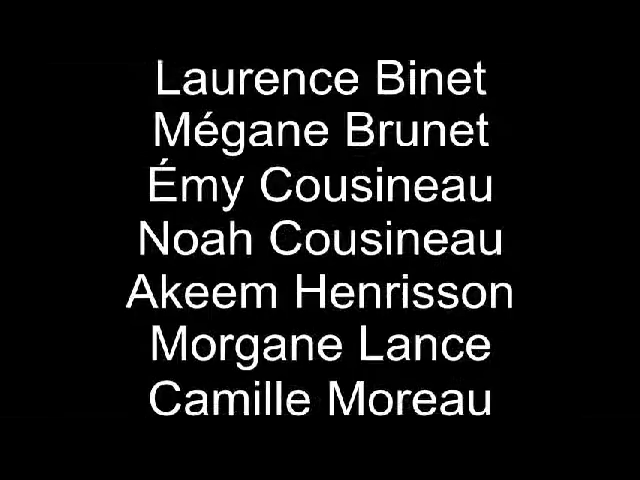 Laurence Binet
Mégane Brunet
Émy Cousineau
Noah Cousineau
Akeem Henrisson
Morgane Lance
Camille Moreau